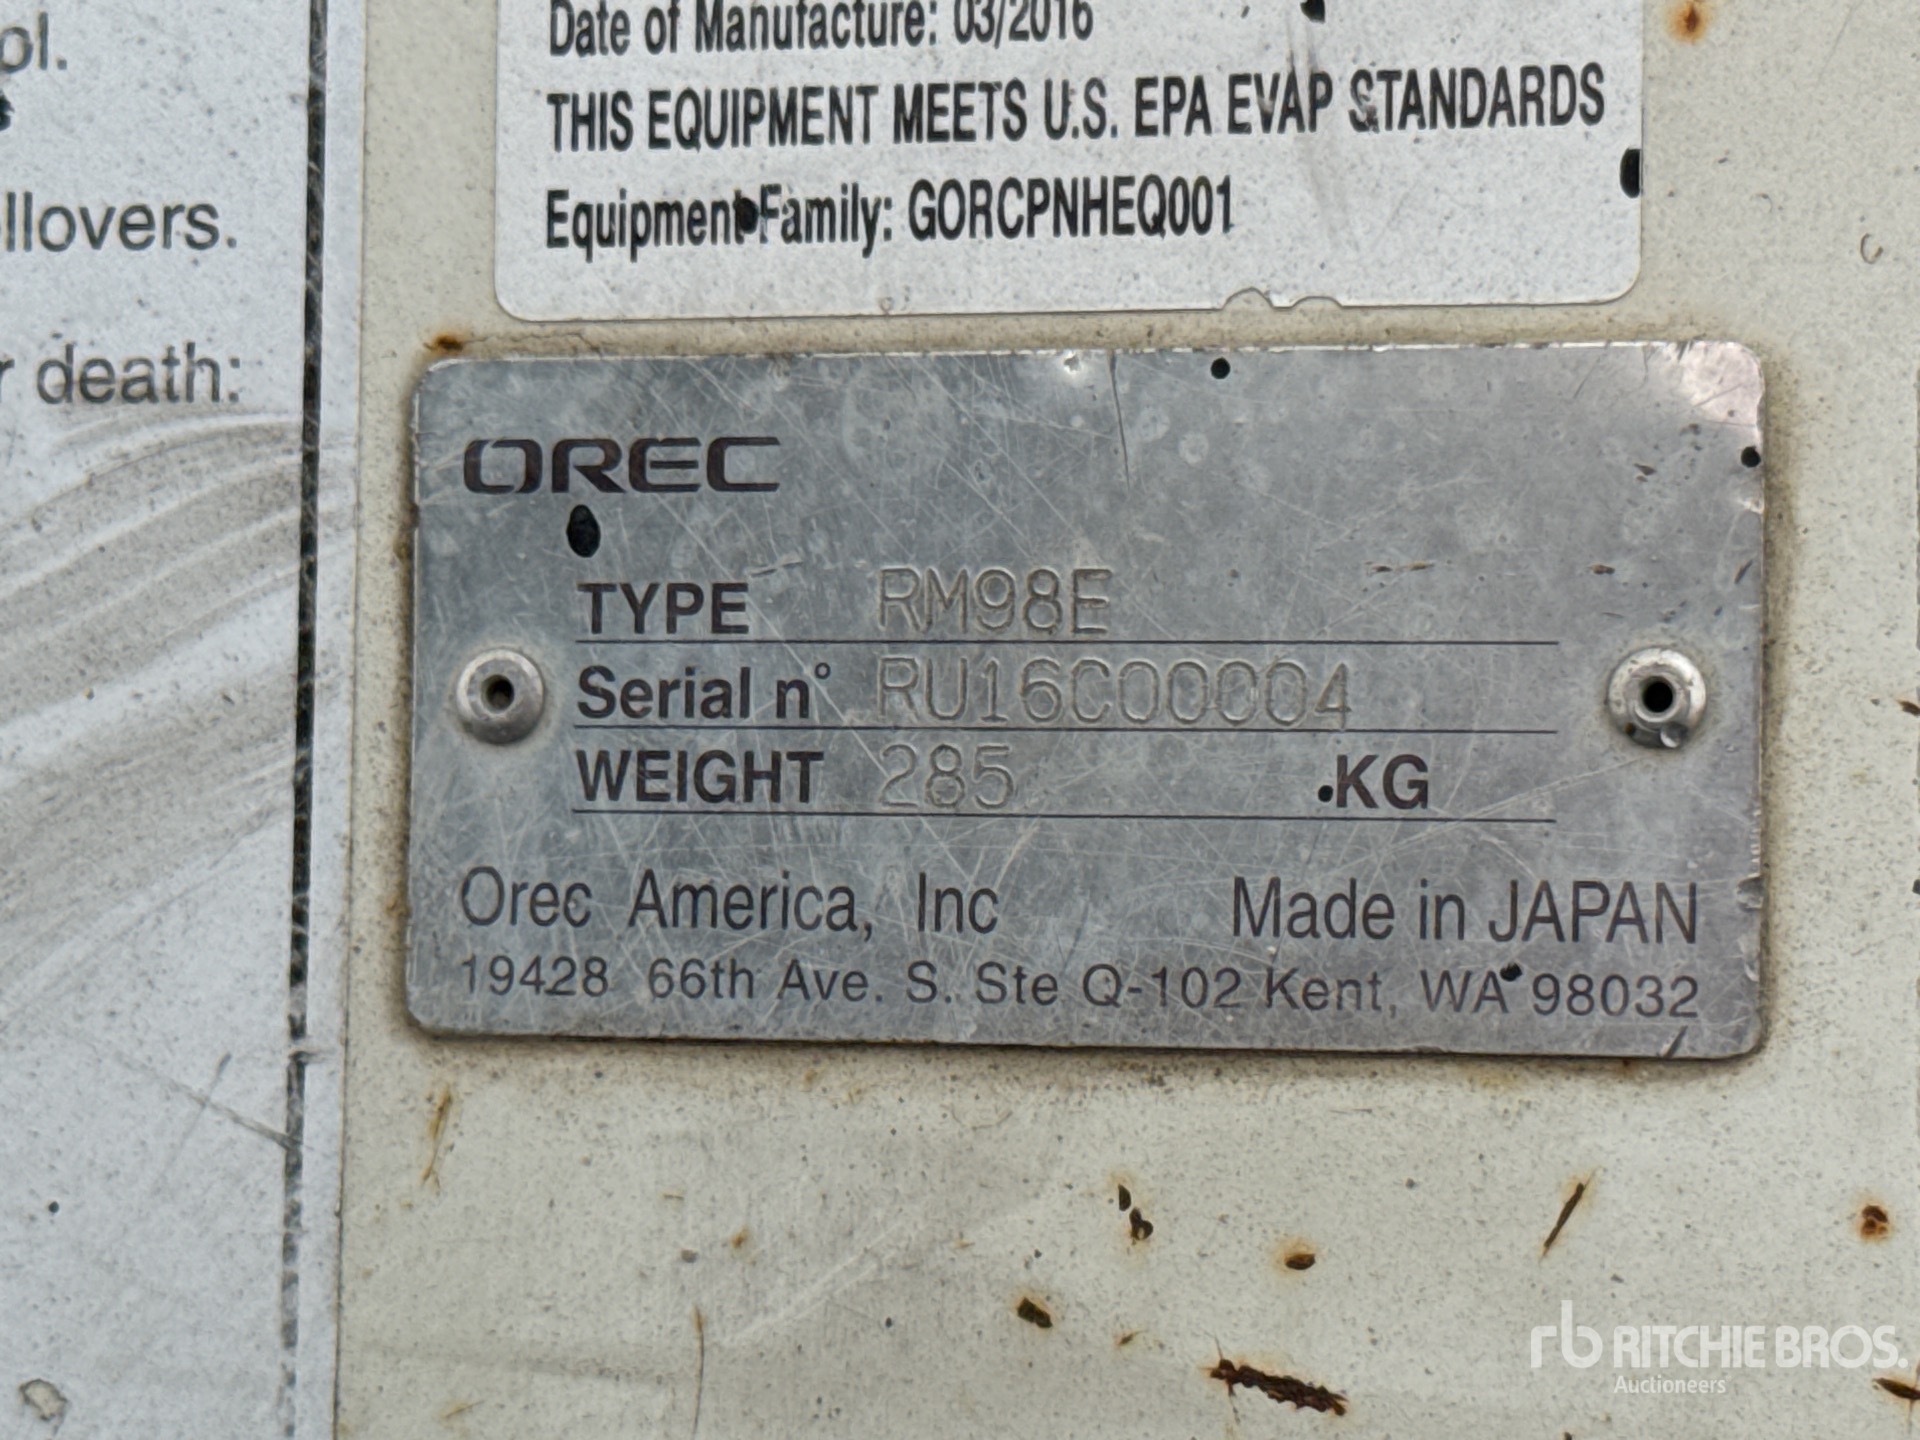 ol.
llovers.
r death:
Date of Manufacture: 03/2016
THIS EQUIPMENT MEETS U.S. EPA EVAP STANDARDS
Equipment Family: GORCPNHEQ001
OREC
TYPE RM98E
Serial n° RU16C00004
WEIGHT 285 KG
Orec America, Inc Made in JAPAN
19428 66th Ave. S. Ste Q-102 Kent, WA 98032
rb RITCHIE BROS.
Auctioneers